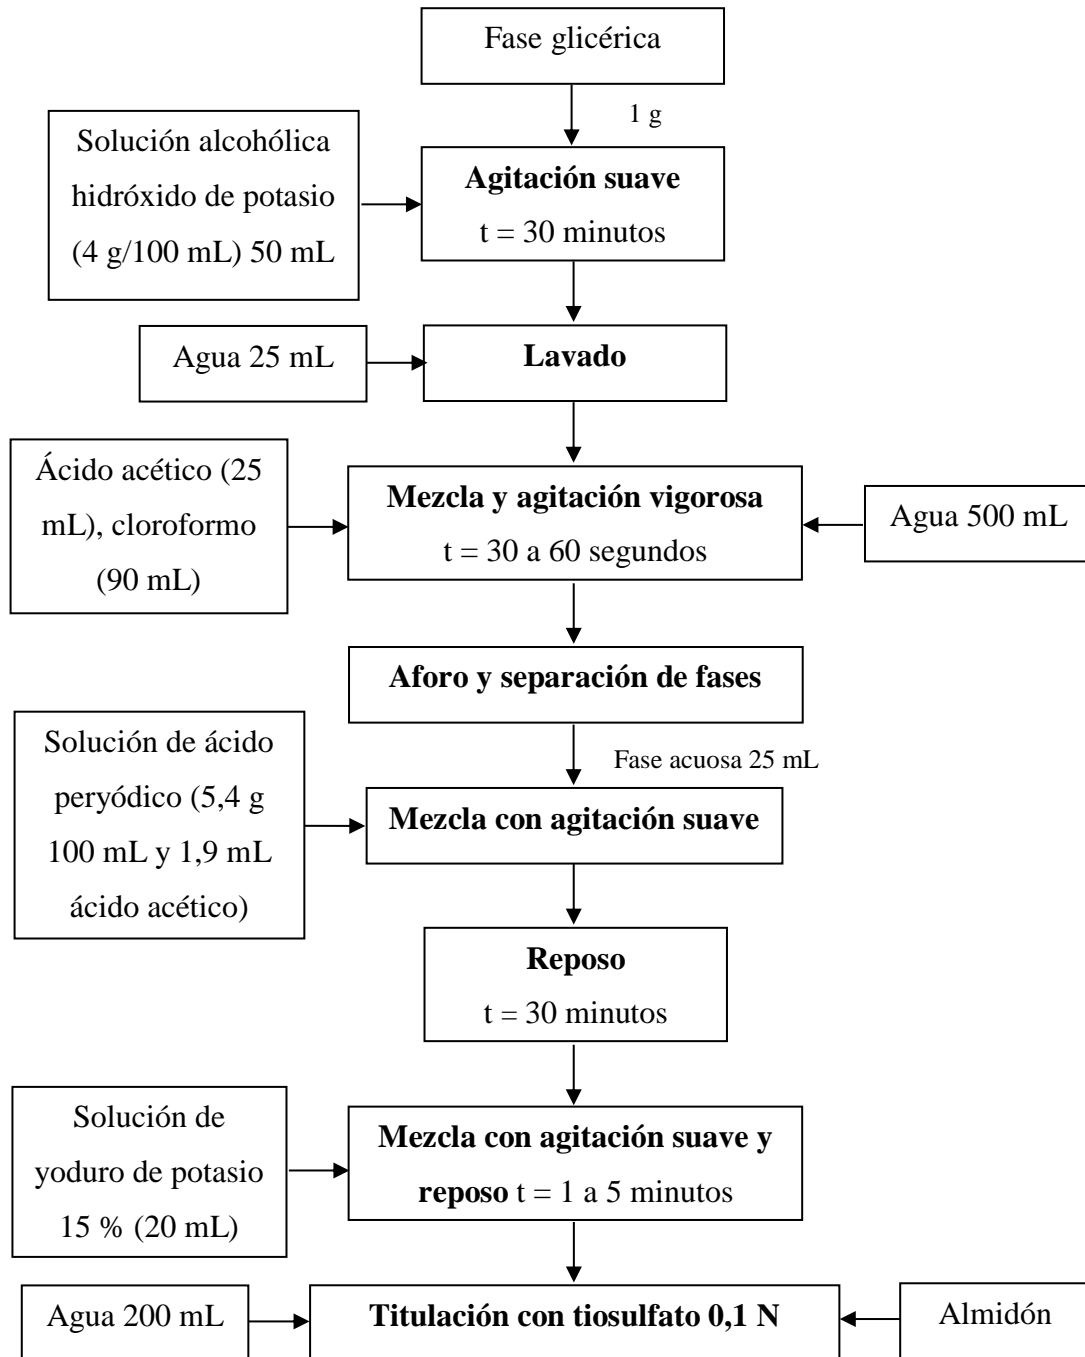 Fase glicérica
1 g
Solución alcohólica
hidróxido de potasio
(4 g/100 mL) 50 mL
Agitación suave
t = 30 minutos
Agua 25 mL
Lavado
Ácido acético (25
mL), cloroformo
(90 mL)
Mezcla y agitación vigorosa
t = 30 a 60 segundos
Agua 500 mL
Aforo y separación de fases
Fase acuosa 25 mL
Solución de ácido
peryódico (5,4 g
100 mL y 1,9 mL
ácido acético)
Mezcla con agitación suave
Reposo
t = 30 minutos
Solución de
yoduro de potasio
15 % (20 mL)
Mezcla con agitación suave y
reposo t = 1 a 5 minutos
Agua 200 mL
Titulación con tiosulfato 0,1 N
Almidón